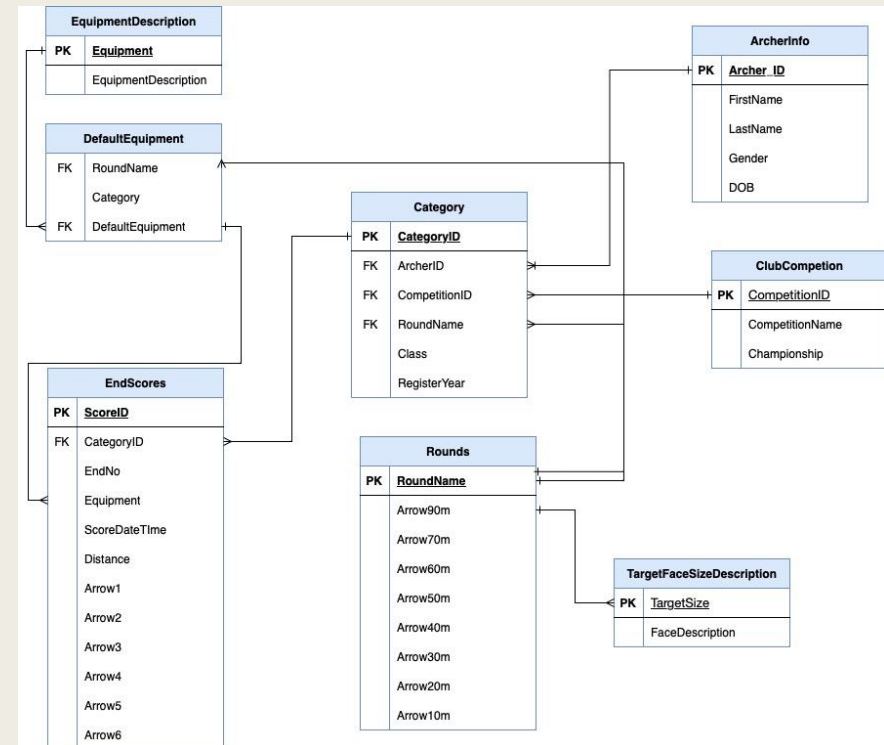 EquipmentDescription
PK Equipment
EquipmentDescription
DefaultEquipment
FK RoundName
Category
FK DefaultEquipment
EndScores
PK ScoreID
FK CategoryID
EndNo
Equipment
ScoreDateTIme
Distance
Arrow1
Arrow2
Arrow3
Arrow4
Arrow5
Arrow6
Category
PK CategoryID
FK ArcherID
FK CompetitionID
FK RoundName
Class
RegisterYear
Rounds
PK RoundName
Arrow90m
Arrow70m
Arrow60m
Arrow50m
Arrow40m
Arrow30m
Arrow20m
Arrow10m
ArcherInfo
PK Archer_ID
FirstName
LastName
Gender
DOB
ClubCompetion
PK CompetitionID
CompetitionName
Championship
TargetFaceSizeDescription
PK TargetSize
FaceDescription